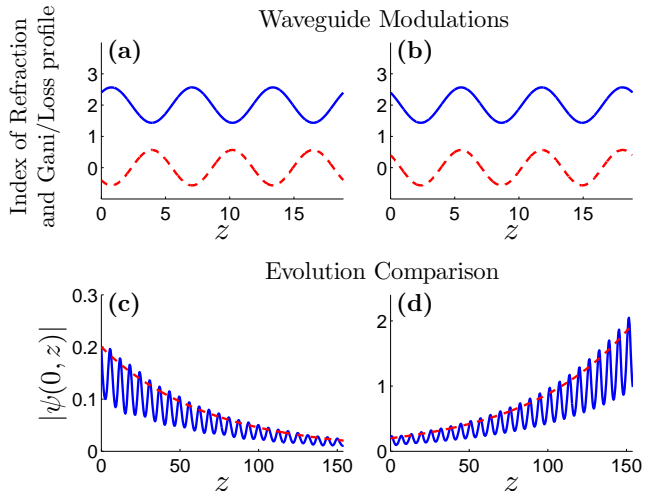 Waveguide Modulations
Index of Refraction
and Gani/Loss profile
(a)
3
2
1
0
0 5 10 15
z
(b)
3
2
1
0
0 5 10 15
z
Evolution Comparison
|ψ(0, z)|
(c)
0.3
0.2
0.1
0
0 50 100 150
z
(d)
2
1
0
0 50 100 150
z